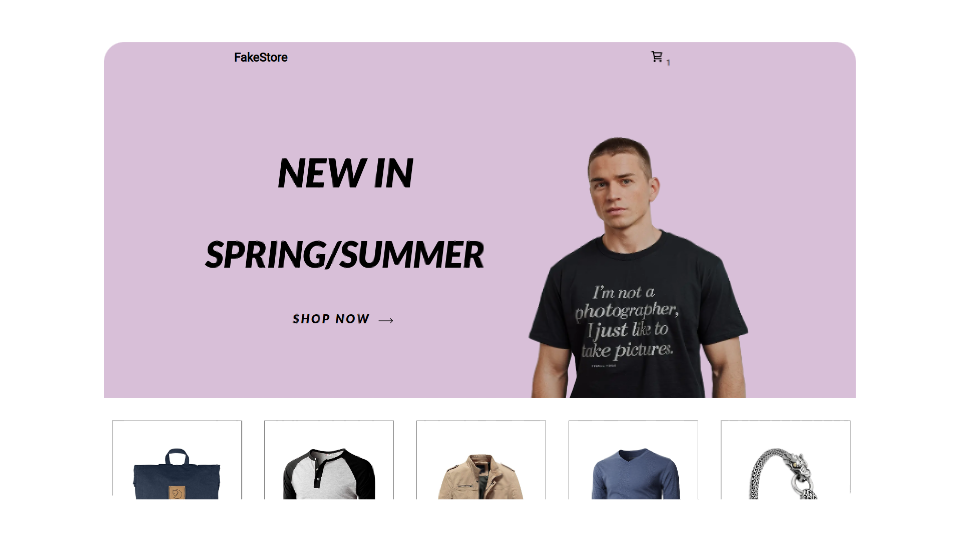 FakeStore
1
NEW IN
SPRING/SUMMER
SHOP NOW →
I'm not a
photographer,
I just like to
take pictures.